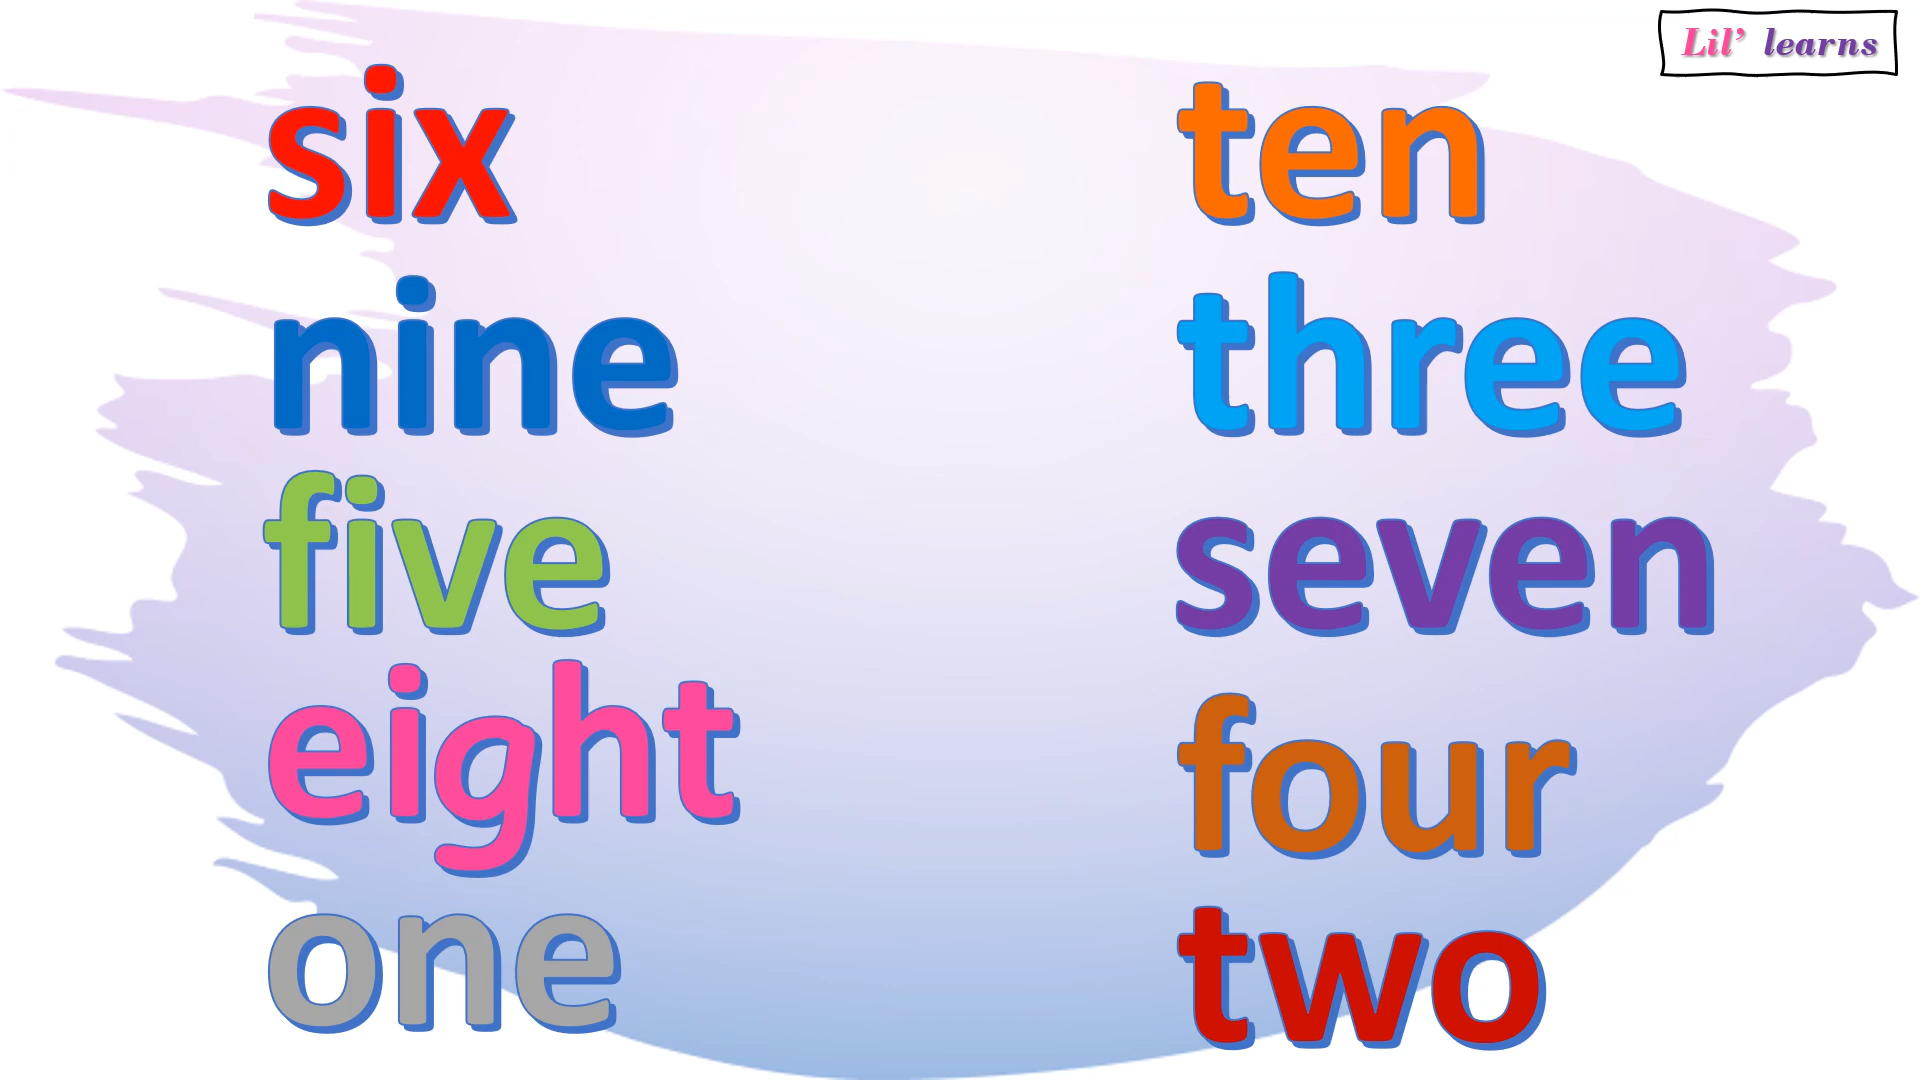 Lil’ learns
six
nine
five
eight
one
ten
three
seven
four
two